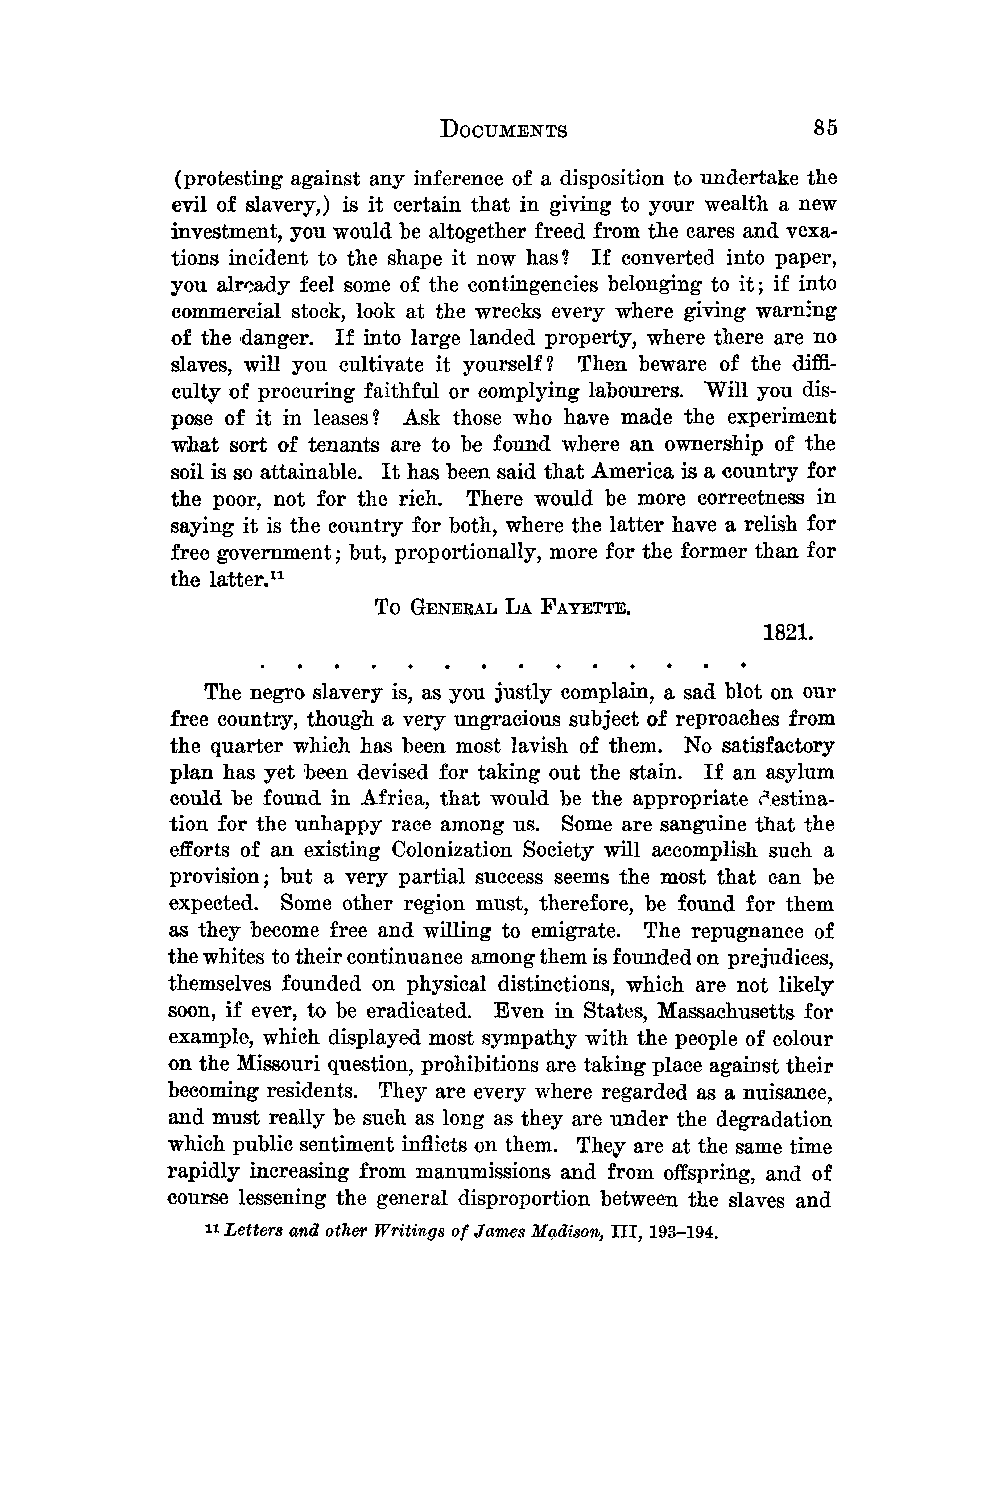 DOCUMENTS 85
(protesting against any inference of a disposition to undertake the
evil of slavery,) is it certain that in giving to your wealth a new
investment, you would be altogether freed from the cares and vexa-
tions incident to the shape it now has? If converted into paper,
you already feel some of the contingencies belonging to it; if into
commercial stock, look at the wrecks every where giving warning
of the danger. If into large landed property, where there are no
slaves, will you cultivate it yourself? Then beware of the diffi-
culty of procuring faithful or complying labourers. Will you dis-
pose of it in leases? Ask those who have made the experiment
what sort of tenants are to be found where an ownership of the
soil is so attainable. It has been said that America is a country for
the poor, not for the rich. There would be more correctness in
saying it is the country for both, where the latter have a relish for
free government; but, proportionally, more for the former than for
the latter.¹¹
TO GENERAL LA FAYETTE.
1821.
. . . . . . . . . . . . . .
The negro slavery is, as you justly complain, a sad blot on our
free country, though a very ungracious subject of reproaches from
the quarter which has been most lavish of them. No satisfactory
plan has yet been devised for taking out the stain. If an asylum
could be found in Africa, that would be the appropriate destina-
tion for the unhappy race among us. Some are sanguine that the
efforts of an existing Colonization Society will accomplish such a
provision; but a very partial success seems the most that can be
expected. Some other region must, therefore, be found for them
as they become free and willing to emigrate. The repugnance of
the whites to their continuance among them is founded on prejudices,
themselves founded on physical distinctions, which are not likely
soon, if ever, to be eradicated. Even in States, Massachusetts for
example, which displayed most sympathy with the people of colour
on the Missouri question, prohibitions are taking place against their
becoming residents. They are every where regarded as a nuisance,
and must really be such as long as they are under the degradation
which public sentiment inflicts on them. They are at the same time
rapidly increasing from manumissions and from offspring, and of
course lessening the general disproportion between the slaves and
¹¹ Letters and other Writings of James Madison, III, 193–194.